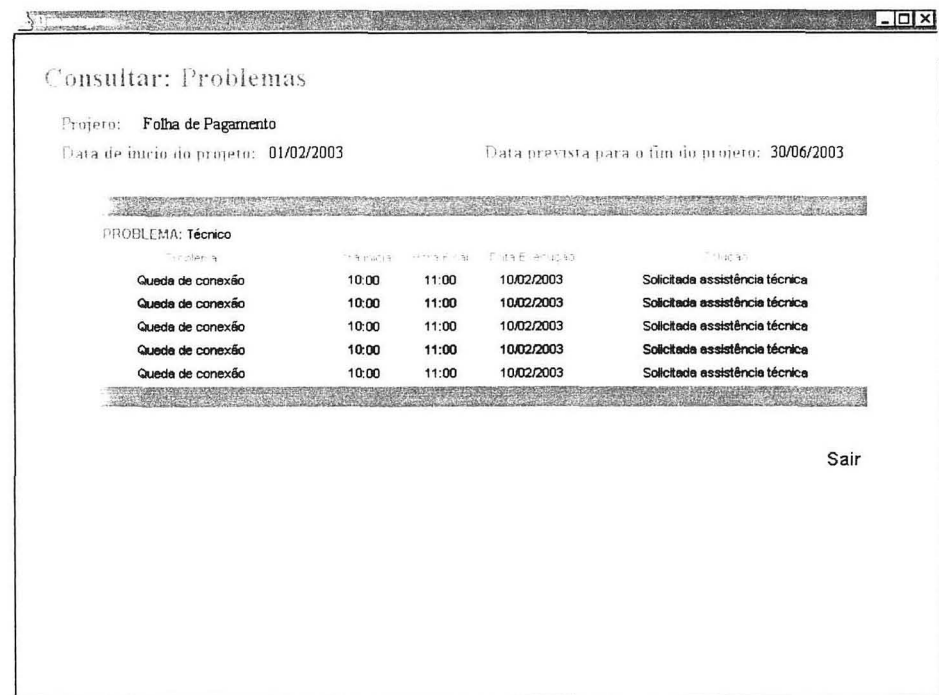 Consultar: Problemas
Projeto: Folha de Pagamento
Data de início do projeto: 01/02/2003 Data prevista para o fim do projeto: 30/06/2003
PROBLEMA: Técnico
Problema Hora Final Data Execução Solução
Queda de conexão 10:00 11:00 10/02/2003 Solicitada assistência técnica
Queda de conexão 10:00 11:00 10/02/2003 Solicitada assistência técnica
Queda de conexão 10:00 11:00 10/02/2003 Solicitada assistência técnica
Queda de conexão 10:00 11:00 10/02/2003 Solicitada assistência técnica
Queda de conexão 10:00 11:00 10/02/2003 Solicitada assistência técnica
Sair